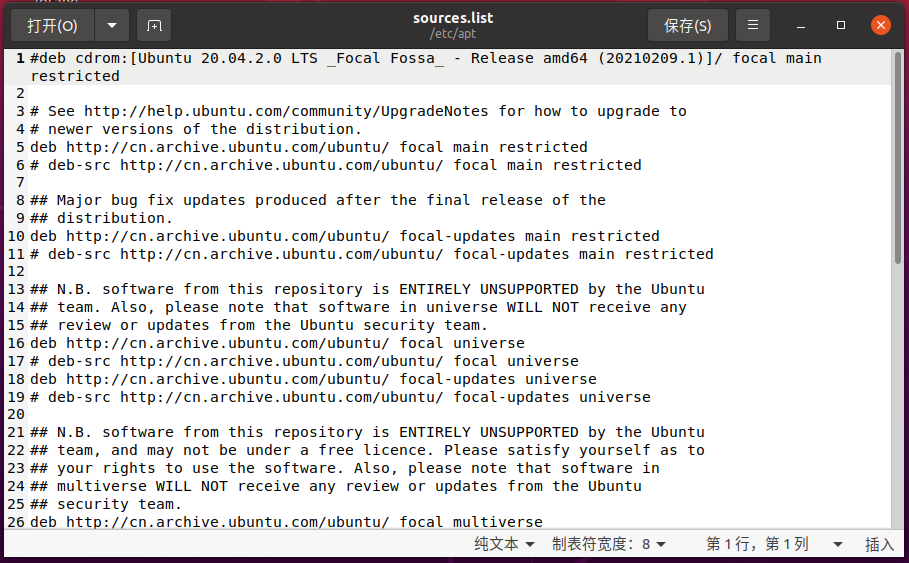 打开(O)
sources.list
/etc/apt
保存(S)
1 #deb cdrom:[Ubuntu 20.04.2.0 LTS _Focal Fossa_ - Release amd64 (20210209.1)]/ focal main
restricted
2
3 # See http://help.ubuntu.com/community/UpgradeNotes for how to upgrade to
4 # newer versions of the distribution.
5 deb http://cn.archive.ubuntu.com/ubuntu/ focal main restricted
6 # deb-src http://cn.archive.ubuntu.com/ubuntu/ focal main restricted
7
8 ## Major bug fix updates produced after the final release of the
9 ## distribution.
10 deb http://cn.archive.ubuntu.com/ubuntu/ focal-updates main restricted
11 # deb-src http://cn.archive.ubuntu.com/ubuntu/ focal-updates main restricted
12
13 ## N.B. software from this repository is ENTIRELY UNSUPPORTED by the Ubuntu
14 ## team. Also, please note that software in universe WILL NOT receive any
15 ## review or updates from the Ubuntu security team.
16 deb http://cn.archive.ubuntu.com/ubuntu/ focal universe
17 # deb-src http://cn.archive.ubuntu.com/ubuntu/ focal universe
18 deb http://cn.archive.ubuntu.com/ubuntu/ focal-updates universe
19 # deb-src http://cn.archive.ubuntu.com/ubuntu/ focal-updates universe
20
21 ## N.B. software from this repository is ENTIRELY UNSUPPORTED by the Ubuntu
22 ## team, and may not be under a free licence. Please satisfy yourself as to
23 ## your rights to use the software. Also, please note that software in
24 ## multiverse WILL NOT receive any review or updates from the Ubuntu
25 ## security team.
26 deb http://cn.archive.ubuntu.com/ubuntu/ focal multiverse
纯文本 制表符宽度：8 第 1 行，第 1 列 插入